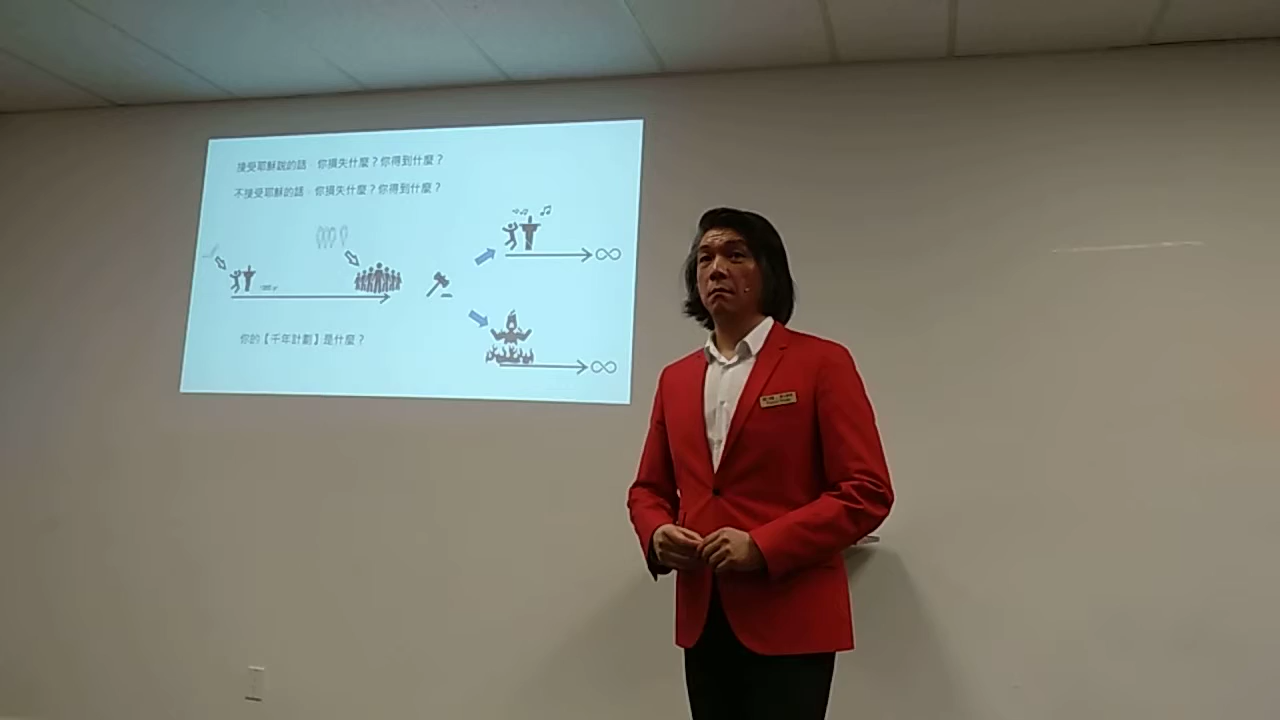 接受耶穌說的話 你損失什麼？你得到什麼？
不接受耶穌的話 你損失什麼？你得到什麼？
∞
∞
你的【千年計劃】是什麼？